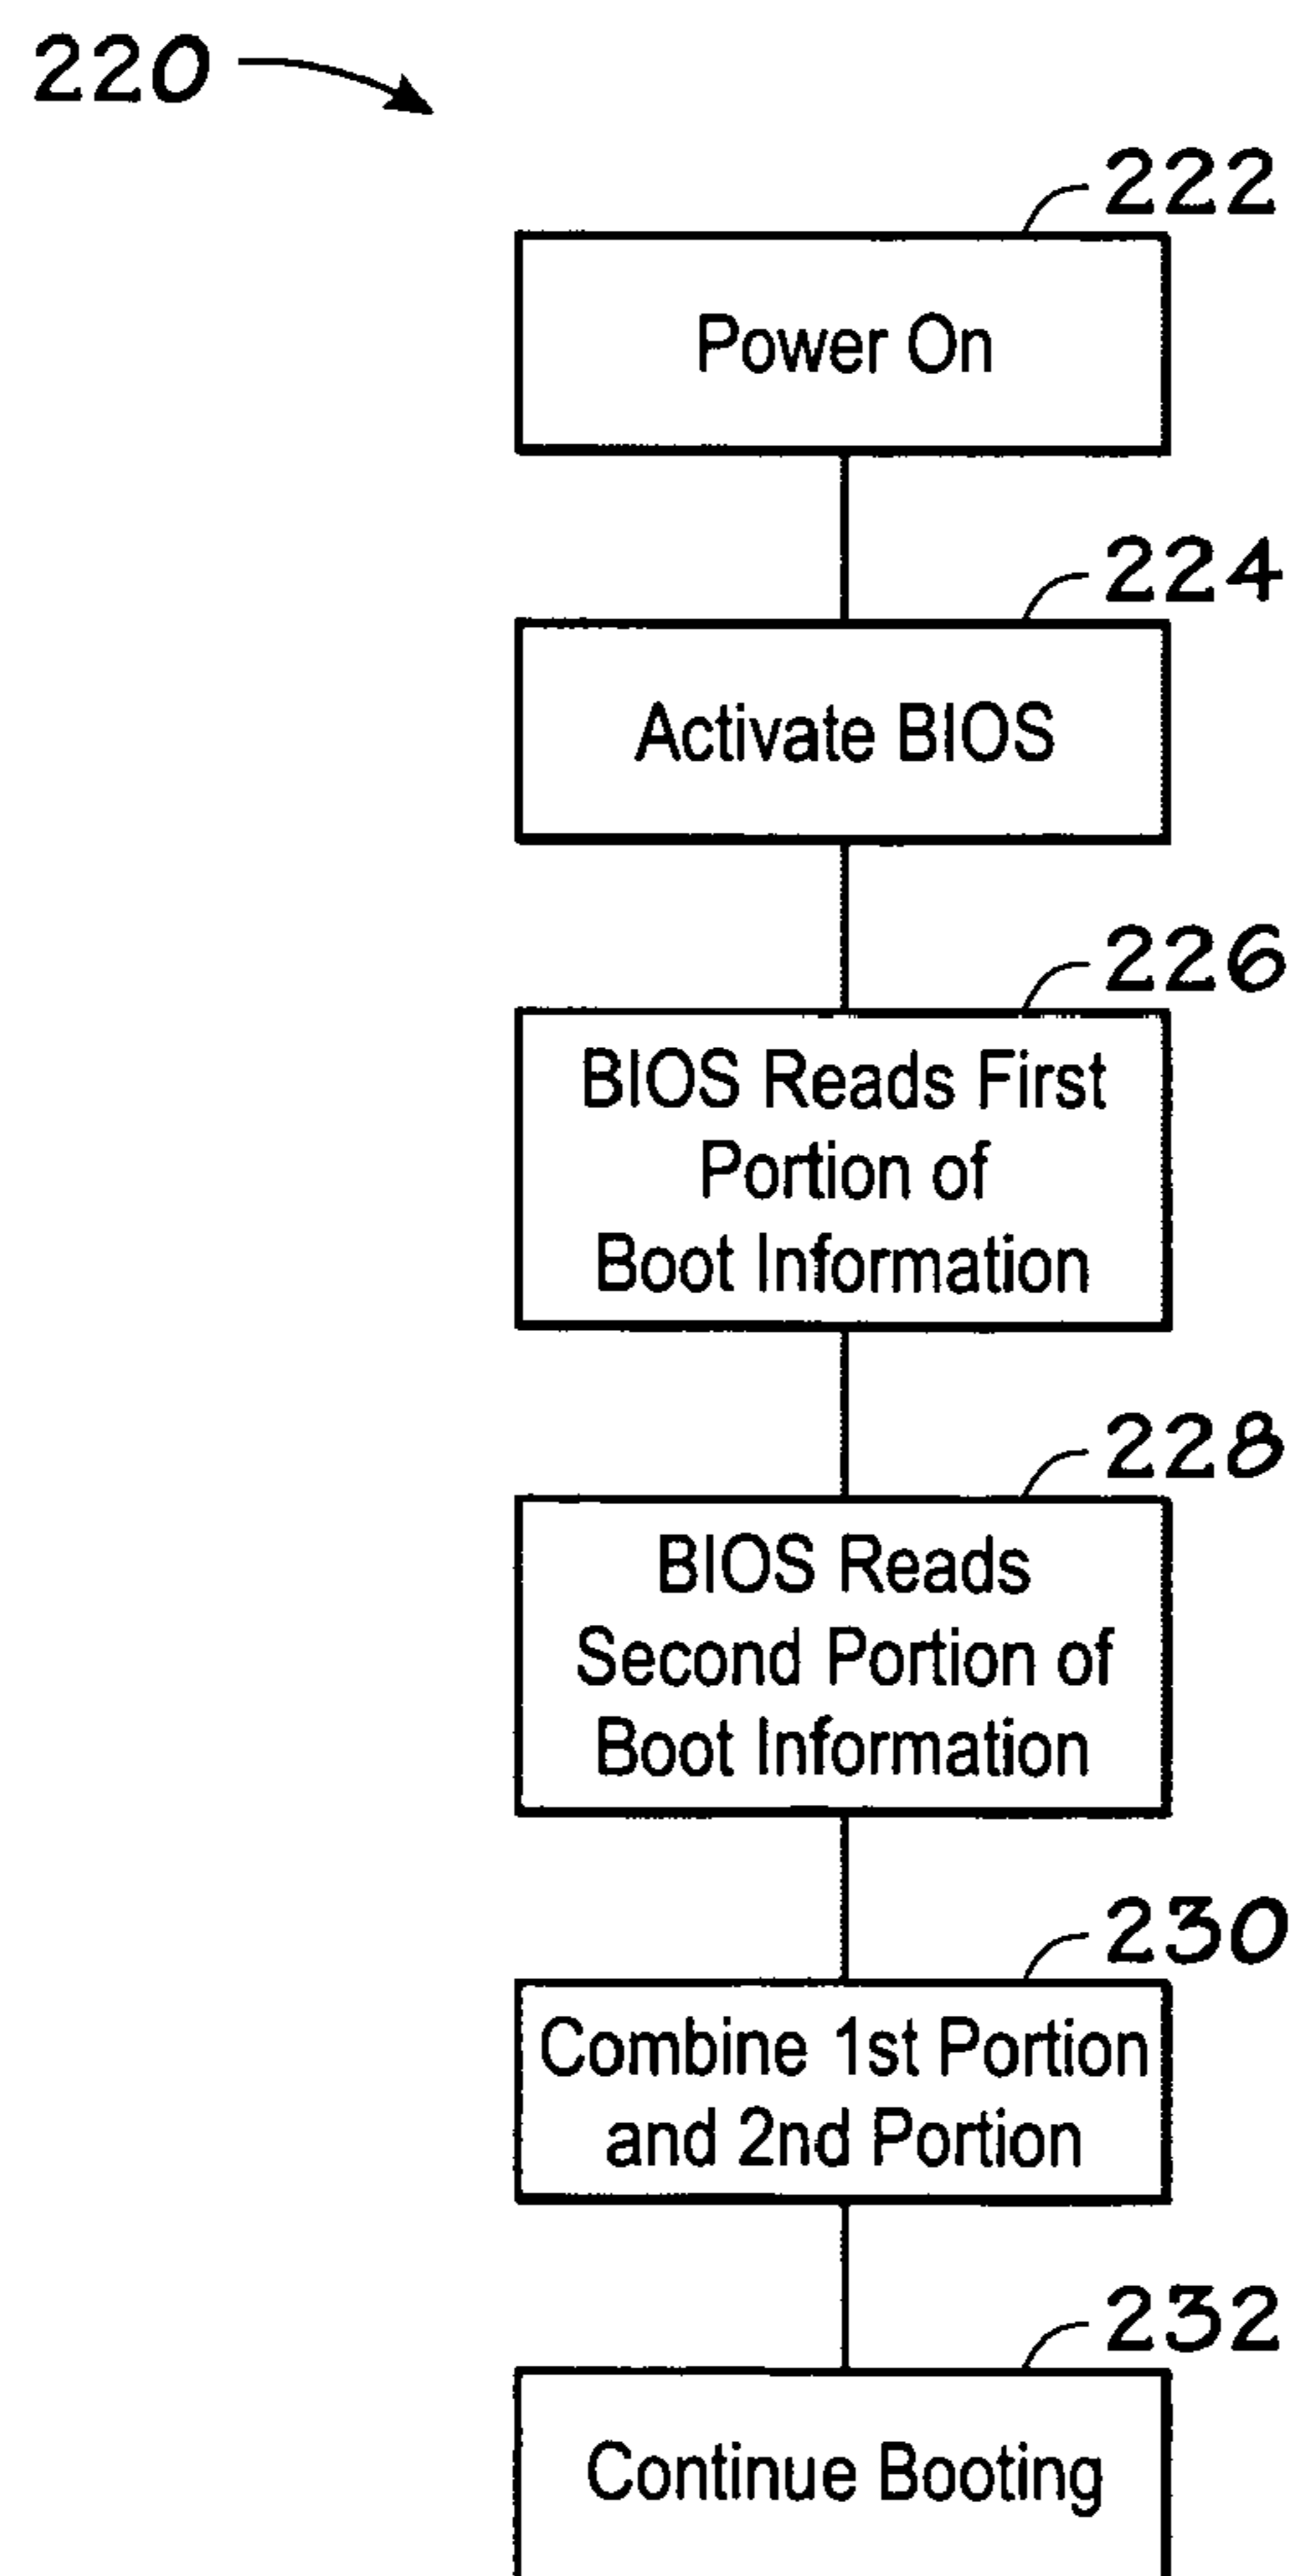 220
222
Power On
224
Activate BIOS
226
BIOS Reads First
Portion of
Boot Information
228
BIOS Reads
Second Portion of
Boot Information
230
Combine 1st Portion
and 2nd Portion
232
Continue Booting